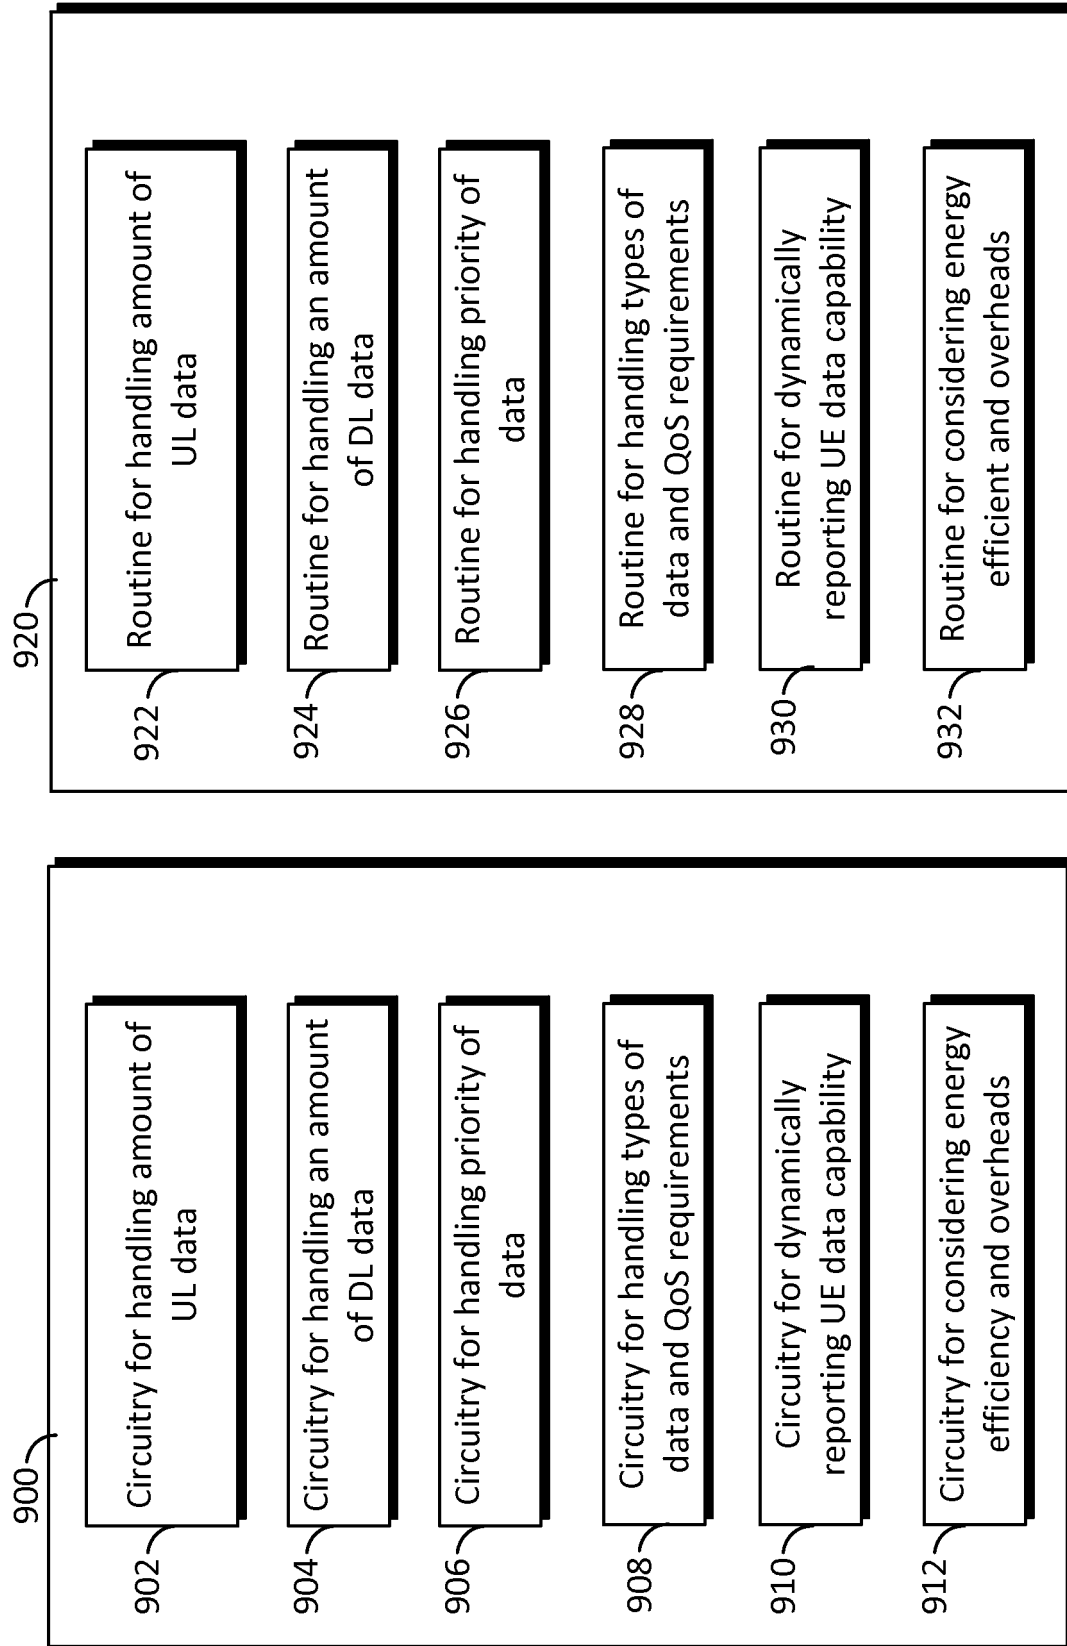 900
902
Circuitry for handling amount of
UL data
904
Circuitry for handling an amount
of DL data
906
Circuitry for handling priority of
data
908
Circuitry for handling types of
data and QoS requirements
910
Circuitry for dynamically
reporting UE data capability
912
Circuitry for considering energy
efficiency and overheads
920
922
Routine for handling amount of
UL data
924
Routine for handling an amount
of DL data
926
Routine for handling priority of
data
928
Routine for handling types of
data and QoS requirements
930
Routine for dynamically
reporting UE data capability
932
Routine for considering energy
efficient and overheads